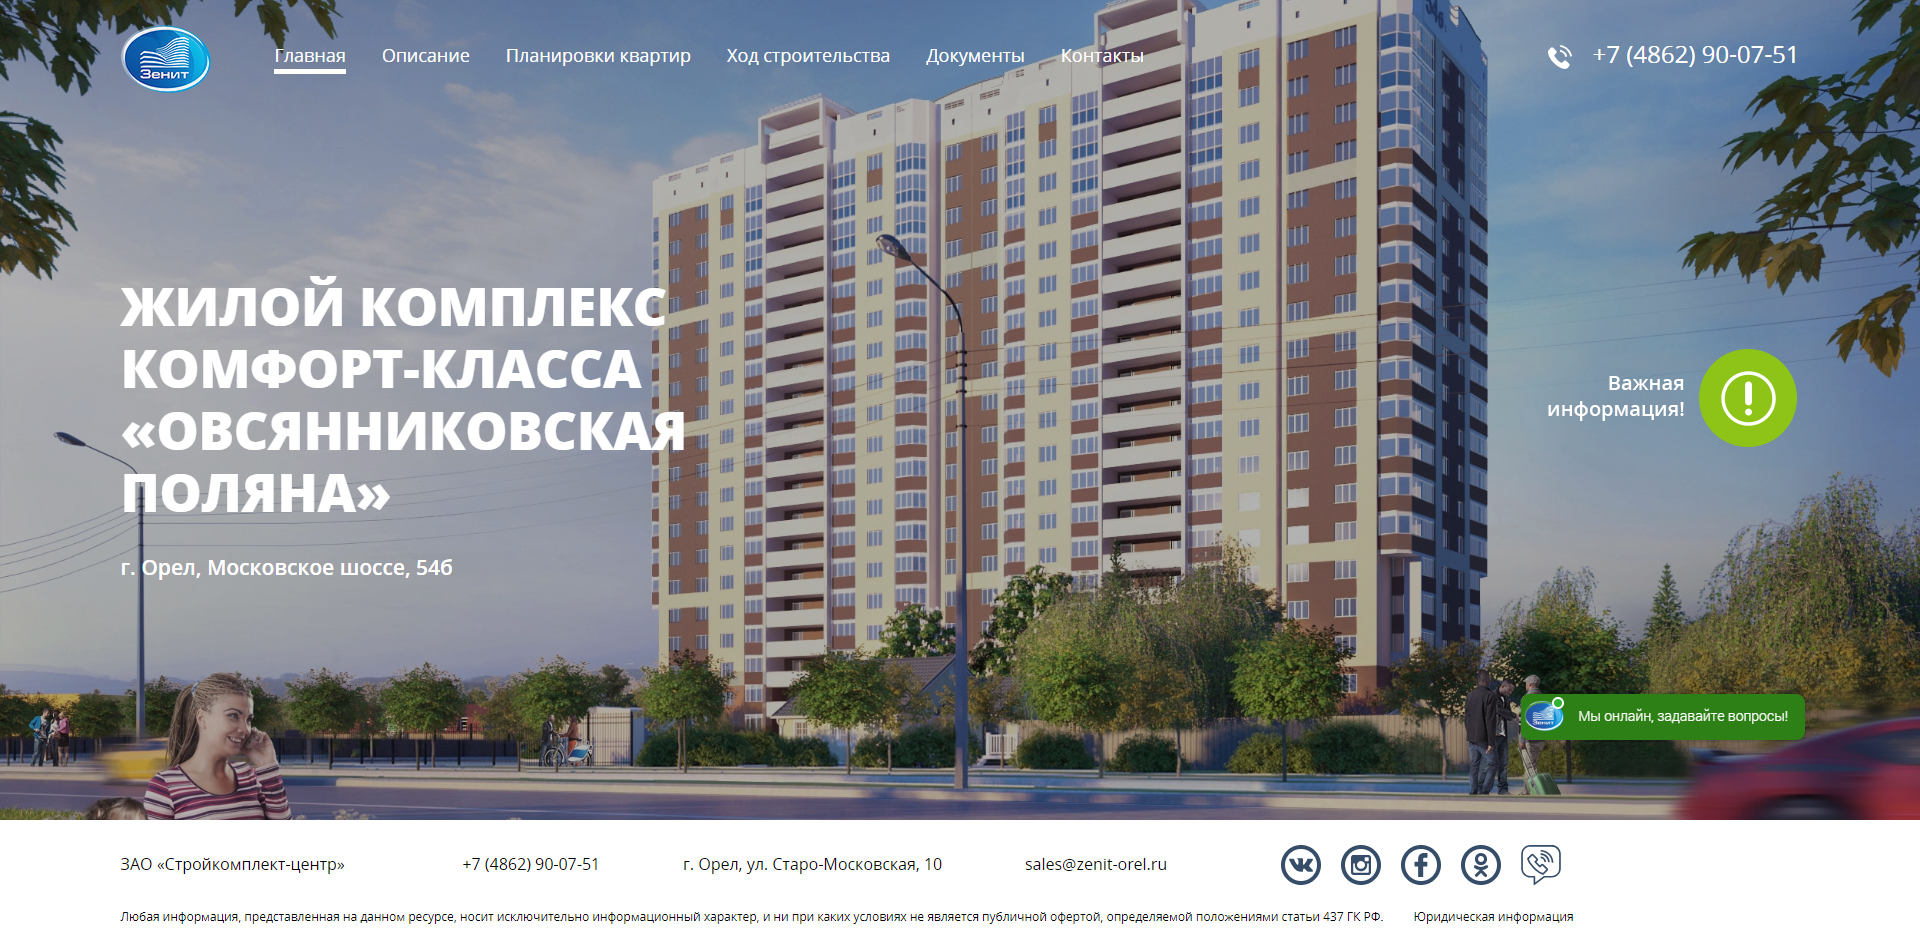 Зенит
Главная
Описание
Планировки квартир
Ход строительства
Документы
Контакты
+7 (4862) 90-07-51
ЖИЛОЙ КОМПЛЕКС
КОМФОРТ-КЛАССА
«ОВСЯННИКОВСКАЯ
ПОЛЯНА»
г. Орел, Московское шоссе, 54б
Важная
информация!
Зенит
Мы онлайн, задавайте вопросы!
ЗАО «Стройкомплект-центр»
+7 (4862) 90-07-51
г. Орел, ул. Старо-Московская, 10
sales@zenit-orel.ru
Любая информация, представленная на данном ресурсе, носит исключительно информационный характер, и ни при каких условиях не является публичной офертой, определяемой положениями статьи 437 ГК РФ.
Юридическая информация